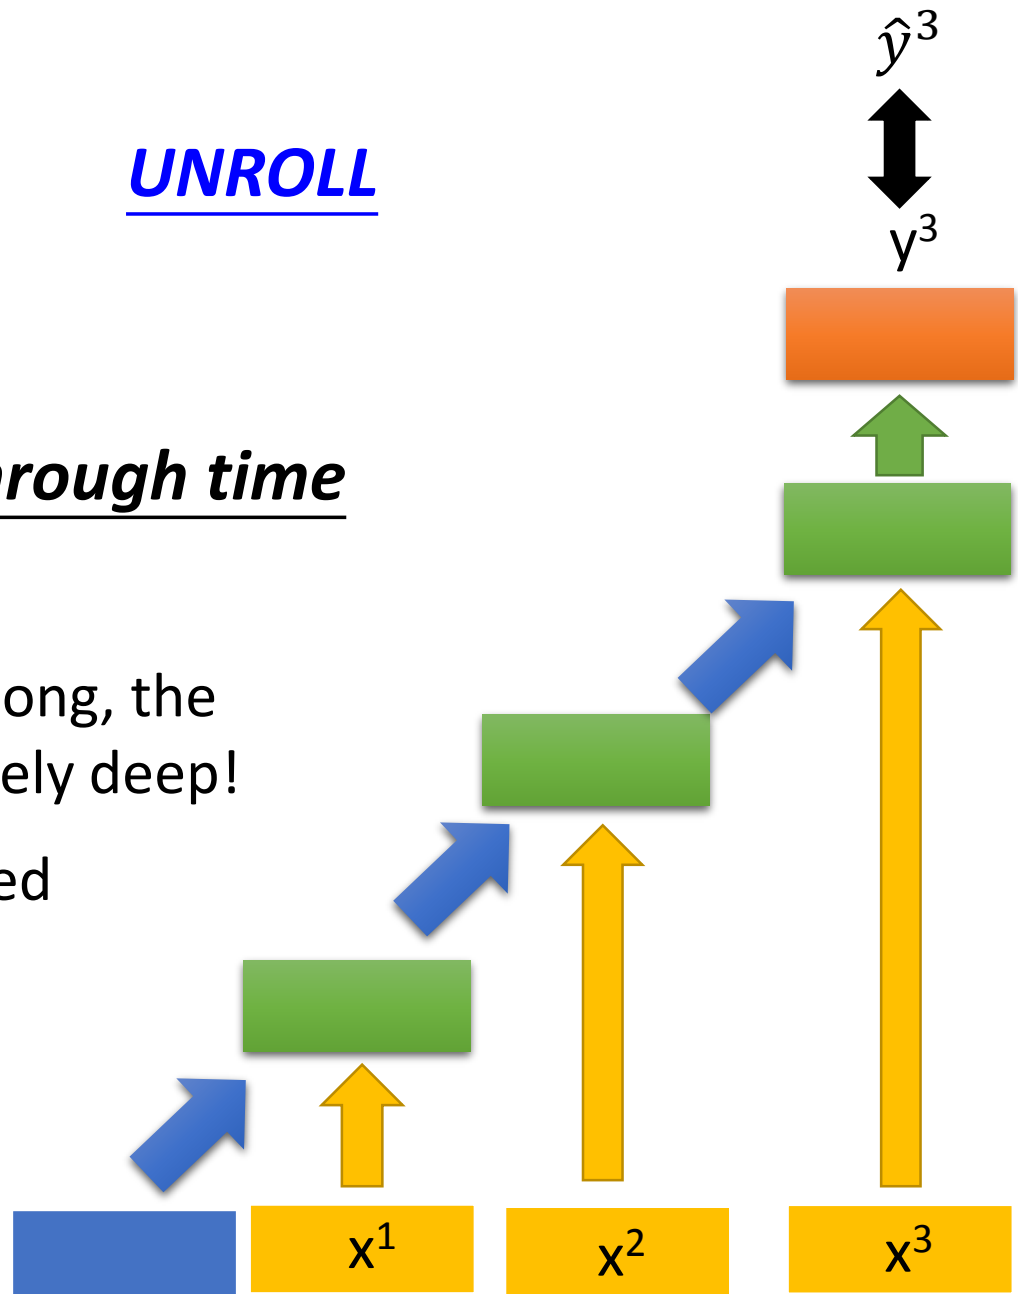 ŷ³
UNROLL
y³
rough time
ong, the
ely deep!
ed
x¹ x² x³